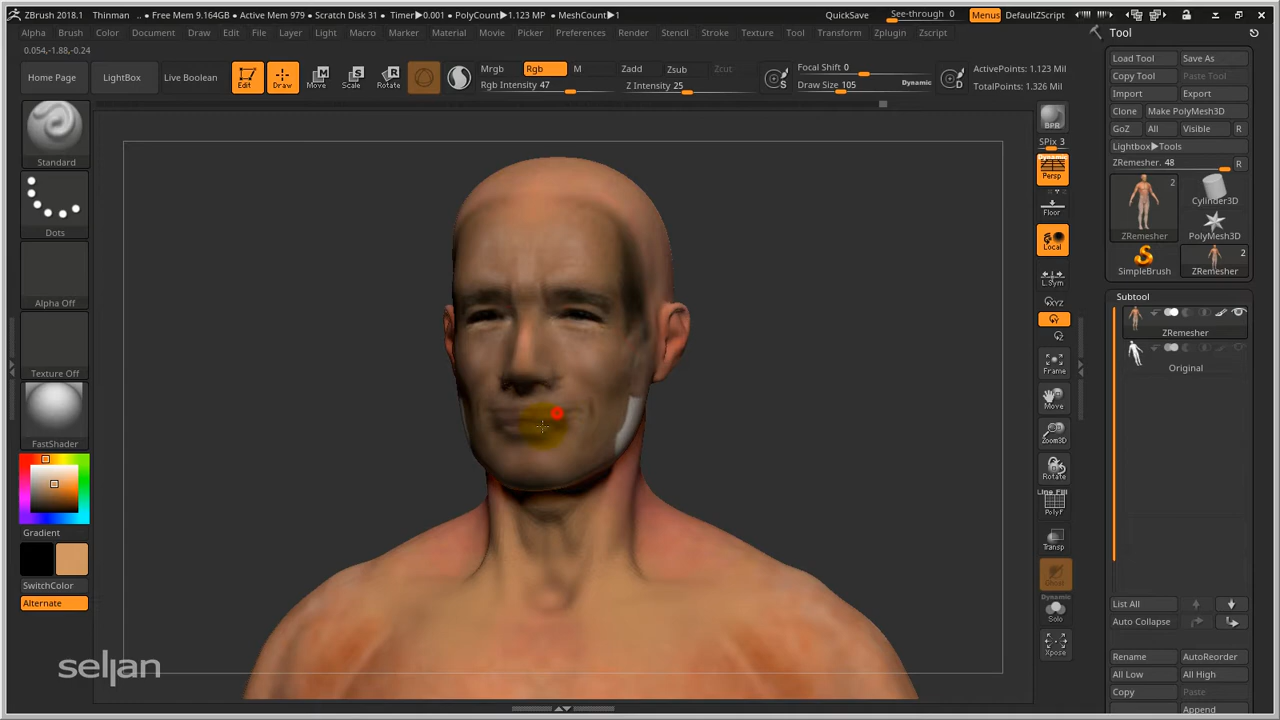 ZBrush 2018.1 Thinman • Free Mem 9.164GB • Active Mem 979 • Scratch Disk 31 • Timer▶0.001 • PolyCount▶1.123 MP • MeshCount▶1 QuickSave See-through 0 Menus DefaultZScript
Alpha Brush Color Document Draw Edit File Layer Light Macro Marker Material Movie Picker Preferences Render Stencil Stroke Texture Tool Transform Zplugin Zscript
0.054,-1.88,-0.24
Home Page LightBox Live Boolean Edit Draw Move Scale Rotate
Mrgb Rgb M Zadd Zsub Zcut
Rgb Intensity 47 Z Intensity 25
S Focal Shift 0
Draw Size 105 Dynamic D
ActivePoints: 1.123 Mil
TotalPoints: 1.326 Mil
Standard
Dots
Alpha Off
Texture Off
FastShader
Gradient
SwitchColor
Alternate
BPR
SPix 3
Dynamic
Persp
Floor
Local
L.Sym
XYZ
Y
Z
Frame
Move
Zoom3D
Rotate
Line Fill
PolyF
Transp
Ghost
Dynamic
Solo
Xpose
Tool
Load Tool Save As
Copy Tool Paste Tool
Import Export
Clone Make PolyMesh3D
GoZ All Visible R
Lightbox▶Tools
ZRemesher. 48 R
2
ZRemesher
Cylinder3D
PolyMesh3D
SimpleBrush
2
ZRemesher
Subtool
ZRemesher
Original
List All
Auto Collapse
Rename AutoReorder
All Low All High
Copy Paste
Append
seljan